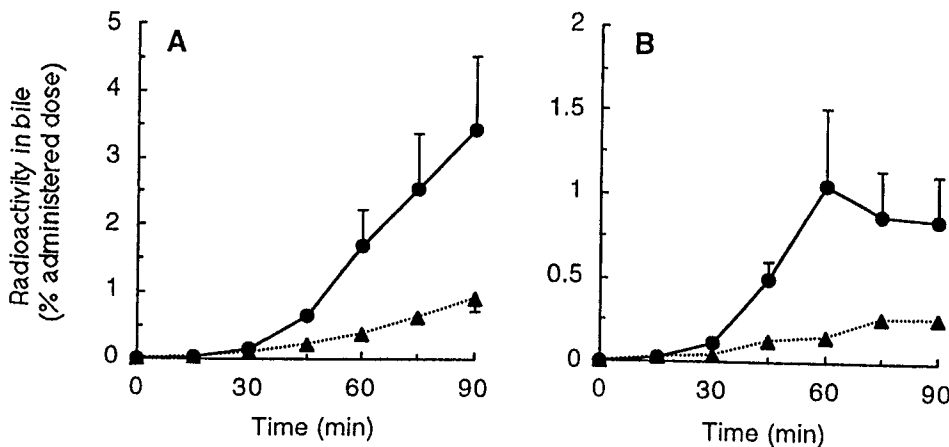 A
B
Radioactivity in bile
(% administered dose)
5
4
3
2
1
0
0 30 60 90
Time (min)
2
1.5
1
0.5
0
0 30 60 90
Time (min)